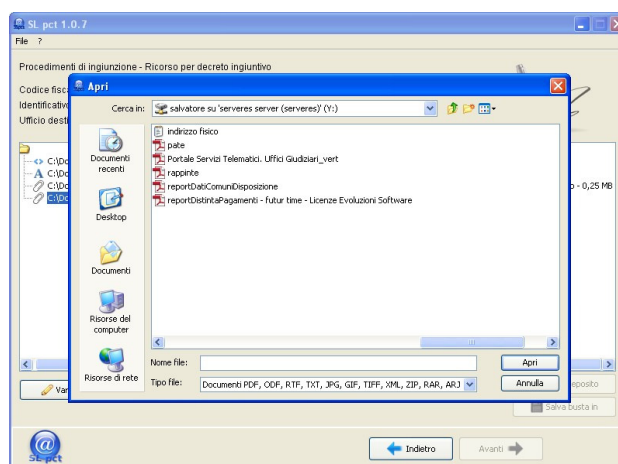 SL pct 1.0.7
File ?
Procedimenti di ingiunzione - Ricorso per decreto ingiuntivo
Codice fisc
Identificativo
Ufficio dest
Apri
Cerca in: salvatore su 'serveres server (serveres)' (Y:)
Documenti recenti
Desktop
Documenti
Risorse del computer
Risorse di rete
indirizzo fisico
pate
Portale Servizi Telematici. Uffici Giudiziari_vert
rappinte
reportDatiComuniDisposizione
reportDistintaPagamenti - futur time - Licenze Evoluzioni Software
C:\Do
C:\Do
C:\Do
C:\Do
o - 0,25 MB
Nome file:
Apri
Tipo file: Documenti PDF, ODF, RTF, TXT, JPG, GIF, TIFF, XML, ZIP, RAR, ARJ
Annulla
Var
eposito
Salva busta in
SL pct
Indietro
Avanti